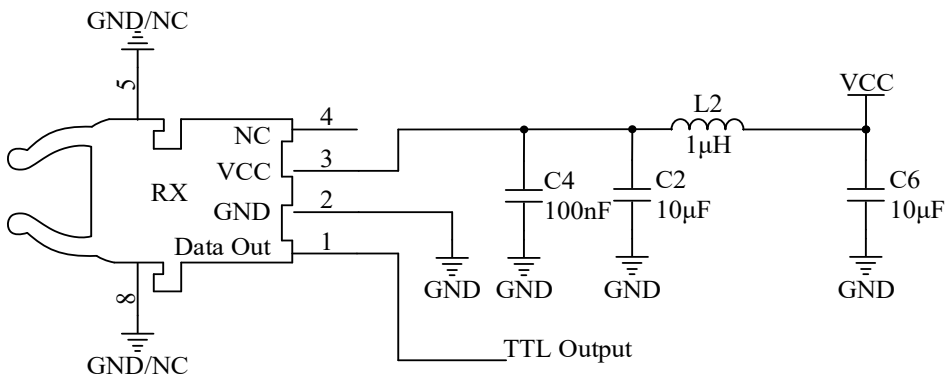 GND/NC
5
NC
4
VCC
3
RX
GND
2
Data Out
1
8
GND/NC
GND
TTL Output
C4
100nF
GND
C2
10μF
GND
L2
1μH
VCC
C6
10μF
GND